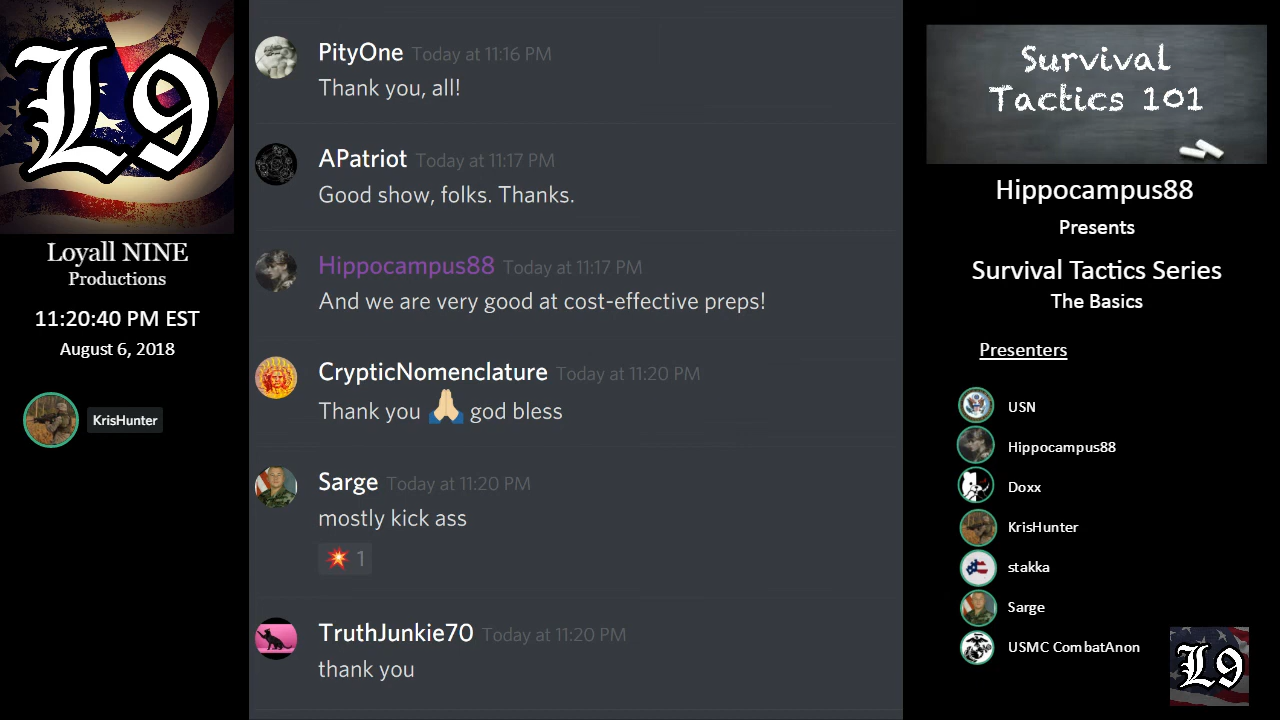 L9
Loyall NINE
Productions
11:20:40 PM EST
August 6, 2018
KrisHunter
PityOne Today at 11:16 PM
Thank you, all!
APatriot Today at 11:17 PM
Good show, folks. Thanks.
Hippocampus88 Today at 11:17 PM
And we are very good at cost-effective preps!
CrypticNomenclature Today at 11:20 PM
Thank you 🙏🏼 god bless
Sarge Today at 11:20 PM
mostly kick ass
💥 1
TruthJunkie70 Today at 11:20 PM
thank you
Survival
Tactics 101
Hippocampus88
Presents
Survival Tactics Series
The Basics
Presenters
USN
Hippocampus88
Doxx
KrisHunter
stakka
Sarge
USMC CombatAnon
L9